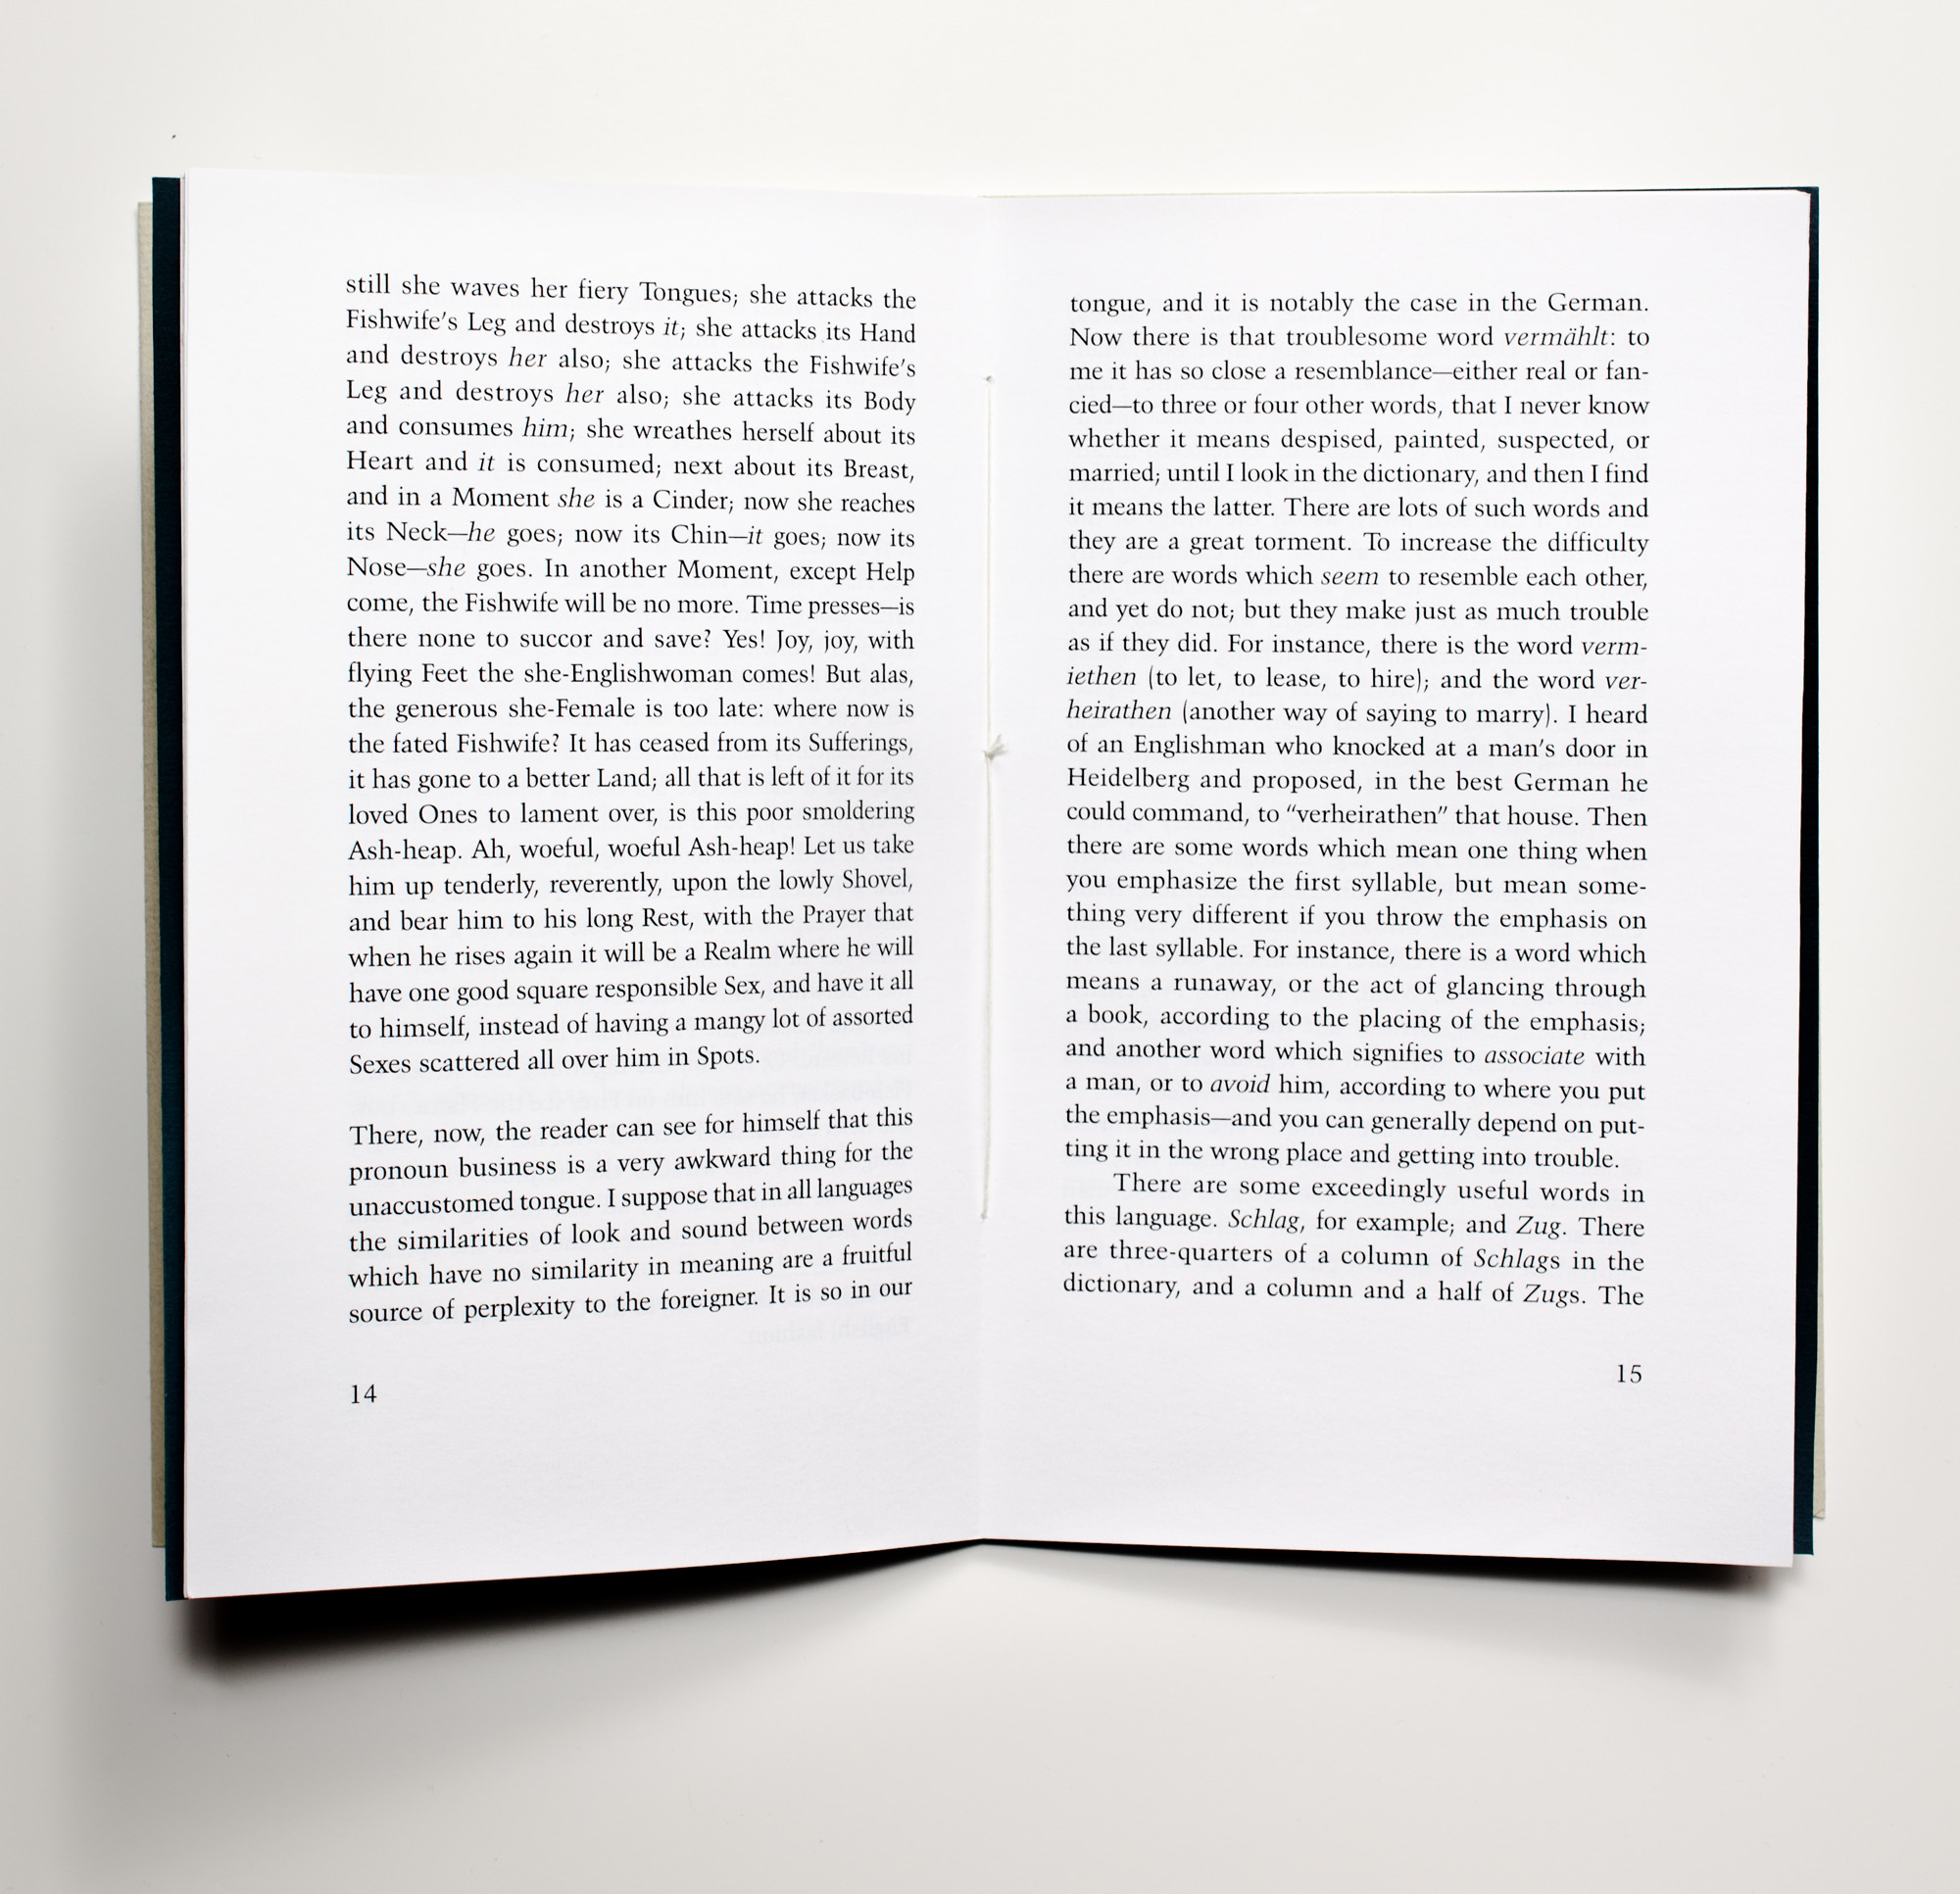 still she waves her fiery Tongues; she attacks the
Fishwife's Leg and destroys it; she attacks its Hand
and destroys her also; she attacks the Fishwife's
Leg and destroys her also; she attacks its Body
and consumes him; she wreathes herself about its
Heart and it is consumed; next about its Breast,
and in a Moment she is a Cinder; now she reaches
its Neck—he goes; now its Chin—it goes; now its
Nose—she goes. In another Moment, except Help
come, the Fishwife will be no more. Time presses—is
there none to succor and save? Yes! Joy, joy, with
flying Feet the she-Englishwoman comes! But alas,
the generous she-Female is too late: where now is
the fated Fishwife? It has ceased from its Sufferings,
it has gone to a better Land; all that is left of it for its
loved Ones to lament over, is this poor smoldering
Ash-heap. Ah, woeful, woeful Ash-heap! Let us take
him up tenderly, reverently, upon the lowly Shovel,
and bear him to his long Rest, with the Prayer that
when he rises again it will be a Realm where he will
have one good square responsible Sex, and have it all
to himself, instead of having a mangy lot of assorted
Sexes scattered all over him in Spots.
There, now, the reader can see for himself that this
pronoun business is a very awkward thing for the
unaccustomed tongue. I suppose that in all languages
the similarities of look and sound between words
which have no similarity in meaning are a fruitful
source of perplexity to the foreigner. It is so in our
14
tongue, and it is notably the case in the German.
Now there is that troublesome word vermählt: to
me it has so close a resemblance—either real or fan-
cied—to three or four other words, that I never know
whether it means despised, painted, suspected, or
married; until I look in the dictionary, and then I find
it means the latter. There are lots of such words and
they are a great torment. To increase the difficulty
there are words which seem to resemble each other,
and yet do not; but they make just as much trouble
as if they did. For instance, there is the word verm-
iethen (to let, to lease, to hire); and the word ver-
heirathen (another way of saying to marry). I heard
of an Englishman who knocked at a man's door in
Heidelberg and proposed, in the best German he
could command, to “verheirathen” that house. Then
there are some words which mean one thing when
you emphasize the first syllable, but mean some-
thing very different if you throw the emphasis on
the last syllable. For instance, there is a word which
means a runaway, or the act of glancing through
a book, according to the placing of the emphasis;
and another word which signifies to associate with
a man, or to avoid him, according to where you put
the emphasis—and you can generally depend on put-
ting it in the wrong place and getting into trouble.
There are some exceedingly useful words in
this language. Schlag, for example; and Zug. There
are three-quarters of a column of Schlags in the
dictionary, and a column and a half of Zugs. The
15